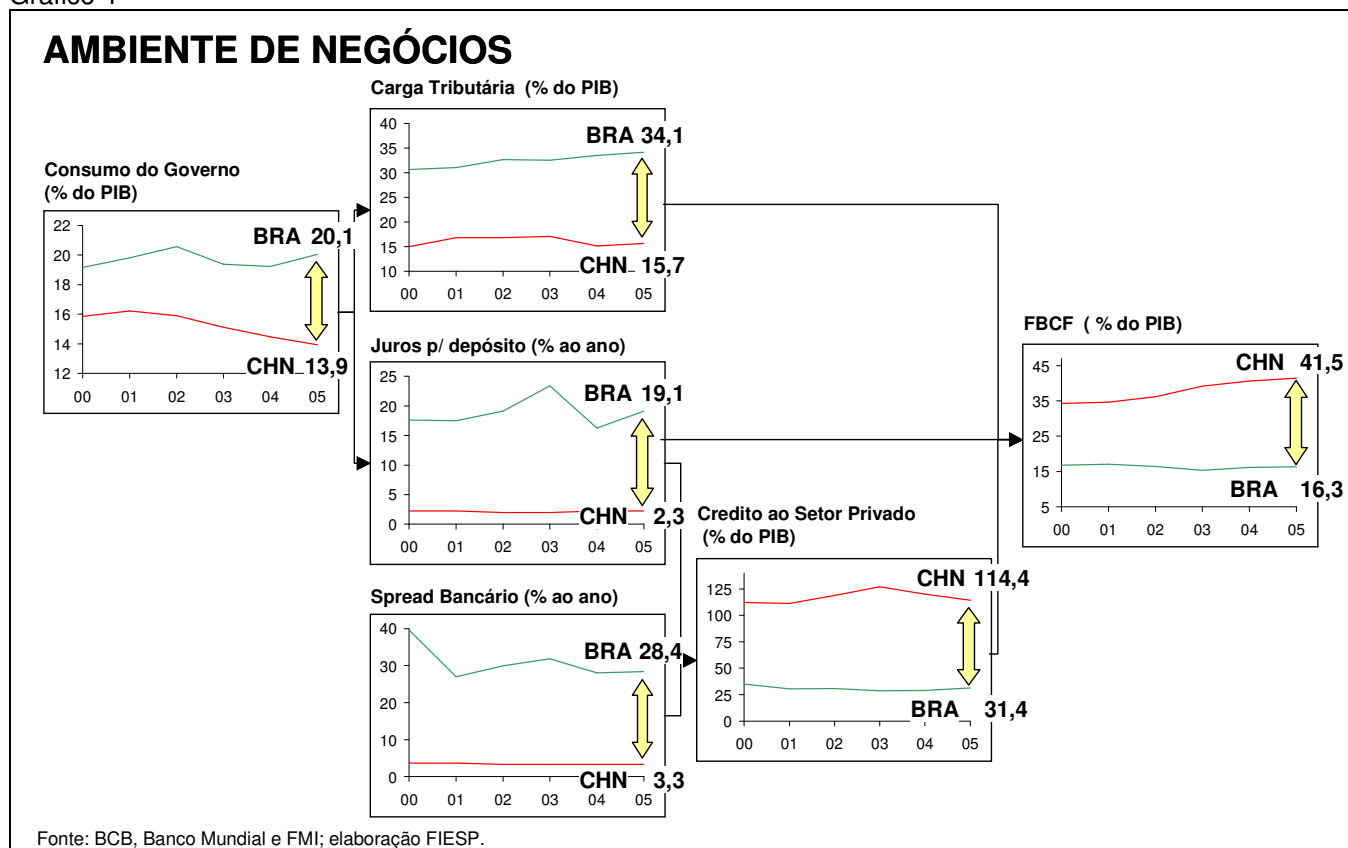 AMBIENTE DE NEGÓCIOS
Carga Tributária (% do PIB)
40
35
30
25
20
15
10
BRA 34,1
CHN 15,7
00 01 02 03 04 05
Consumo do Governo
(% do PIB)
22
20
18
16
14
12
BRA 20,1
CHN 13,9
00 01 02 03 04 05
Juros p/ depósito (% ao ano)
25
20
15
10
5
0
BRA 19,1
CHN 2,3
00 01 02 03 04 05
FBCF ( % do PIB)
45
35
25
15
5
CHN 41,5
BRA 16,3
00 01 02 03 04 05
Credito ao Setor Privado
(% do PIB)
125
100
75
50
25
0
CHN 114,4
BRA 31,4
00 01 02 03 04 05
Spread Bancário (% ao ano)
40
30
20
10
0
BRA 28,4
CHN 3,3
00 01 02 03 04 05
Fonte: BCB, Banco Mundial e FMI; elaboração FIESP.